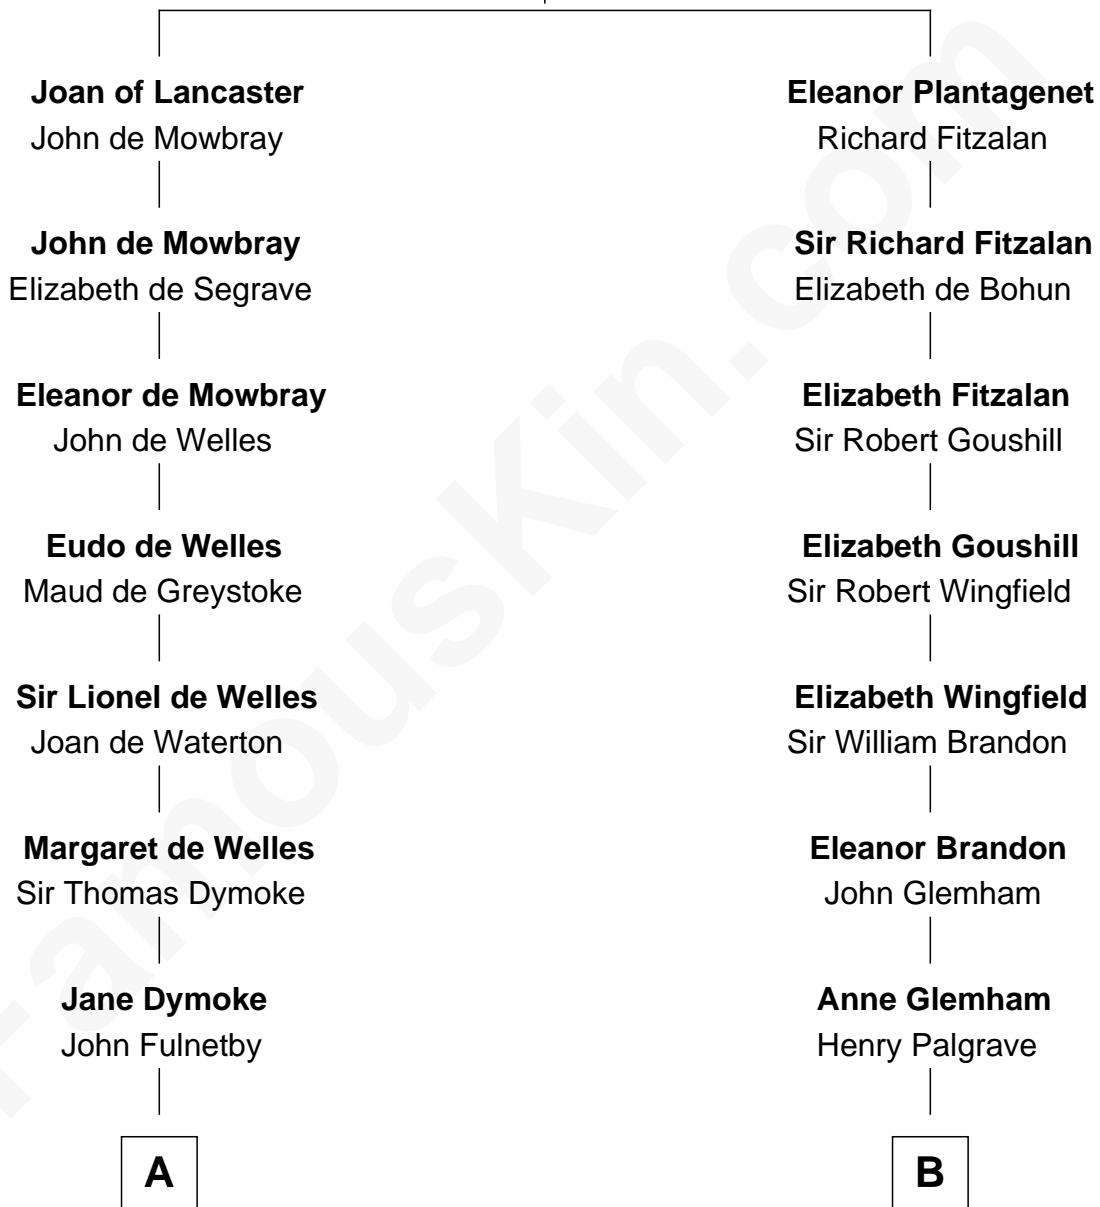 Joan of Lancaster
John de Mowbray
John de Mowbray
Elizabeth de Segrave
Eleanor de Mowbray
John de Welles
Eudo de Welles
Maud de Greystoke
Sir Lionel de Welles
Joan de Waterton
Margaret de Welles
Sir Thomas Dymoke
Jane Dymoke
John Fulnetby
A
Eleanor Plantagenet
Richard Fitzalan
Sir Richard Fitzalan
Elizabeth de Bohun
Elizabeth Fitzalan
Sir Robert Goushill
Elizabeth Goushill
Sir Robert Wingfield
Elizabeth Wingfield
Sir William Brandon
Eleanor Brandon
John Glemham
Anne Glemham
Henry Palgrave
B
FamousKin.com